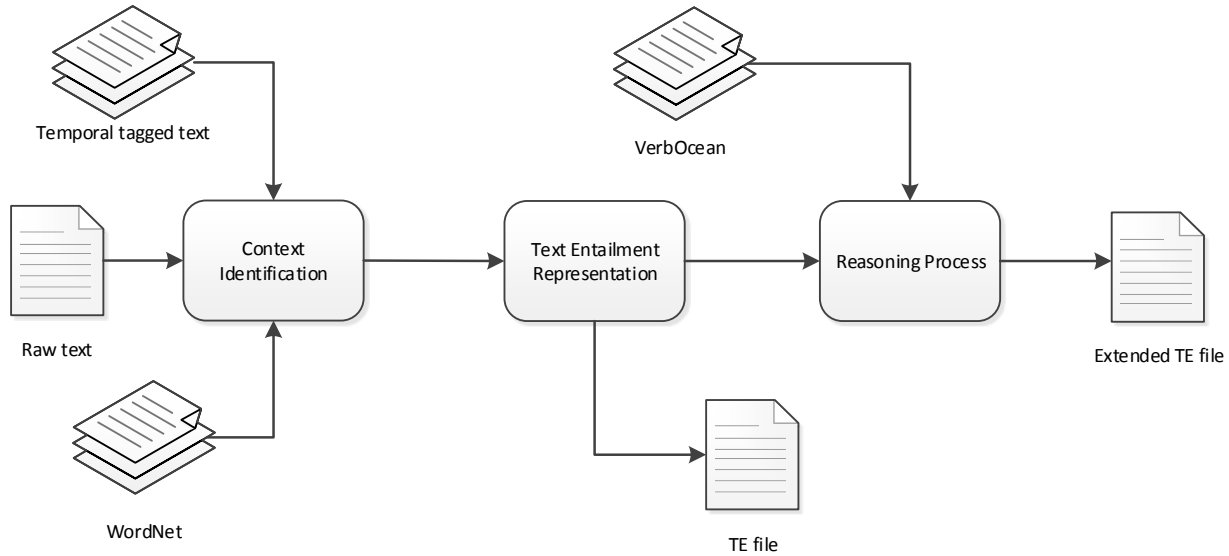 Temporal tagged text
VerbOcean
Context
Identification
Text Entailment
Representation
Reasoning Process
Raw text
Extended TE file
WordNet
TE file